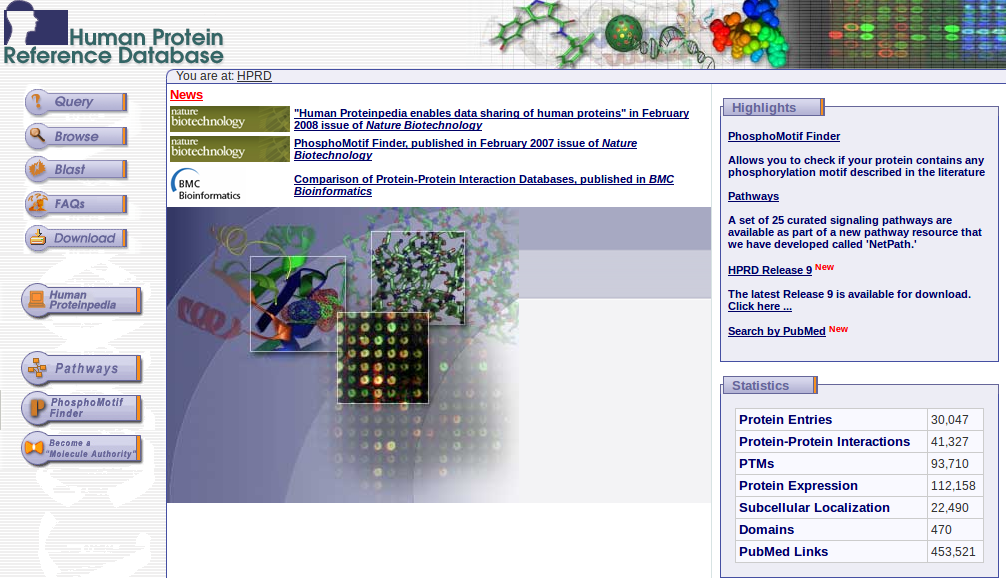 Human Protein
Reference Database
You are at: HPRD
Query
Browse
Blast
FAQs
Download
Human
Proteinpedia
Pathways
PhosphoMotif
Finder
Become a
"Molecule Authority"
News
nature
biotechnology
"Human Proteinpedia enables data sharing of human proteins" in February
2008 issue of Nature Biotechnology
nature
biotechnology
PhosphoMotif Finder, published in February 2007 issue of Nature
Biotechnology
BMC
Bioinformatics
Comparison of Protein-Protein Interaction Databases, published in BMC
Bioinformatics
Highlights
PhosphoMotif Finder
Allows you to check if your protein contains any
phosphorylation motif described in the literature
Pathways
A set of 25 curated signaling pathways are
available as part of a new pathway resource that
we have developed called 'NetPath.'
HPRD Release 9 New
The latest Release 9 is available for download.
Click here ...
Search by PubMed New
Statistics
Protein Entries 30,047
Protein-Protein Interactions 41,327
PTMs 93,710
Protein Expression 112,158
Subcellular Localization 22,490
Domains 470
PubMed Links 453,521